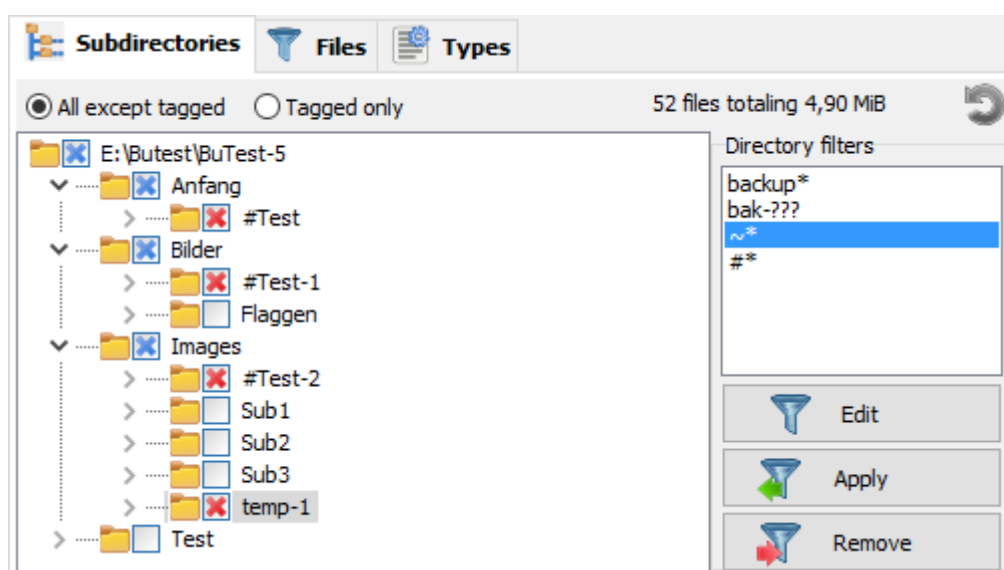 Subdirectories Files Types
All except tagged Tagged only 52 files totaling 4,90 MiB
E:\Butest\BuTest-5
Anfang
#Test
Bilder
#Test-1
Flaggen
Images
#Test-2
Sub1
Sub2
Sub3
temp-1
Test
Directory filters
backup*
bak-???
~*
#*
Edit
Apply
Remove